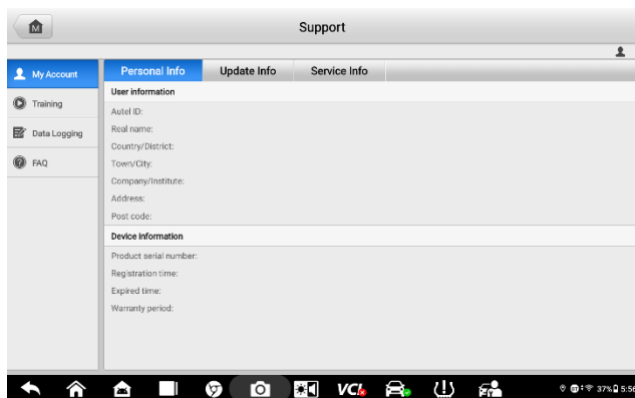 M
Support
My Account
Personal Info Update Info Service Info
User information
Training
Autel ID:
Real name:
Data Logging
Country/District:
FAQ
Town/City:
Company/Institute:
Address:
Post code:
Device information
Product serial number:
Registration time:
Expired time:
Warranty period:
VCI 37% 5:56